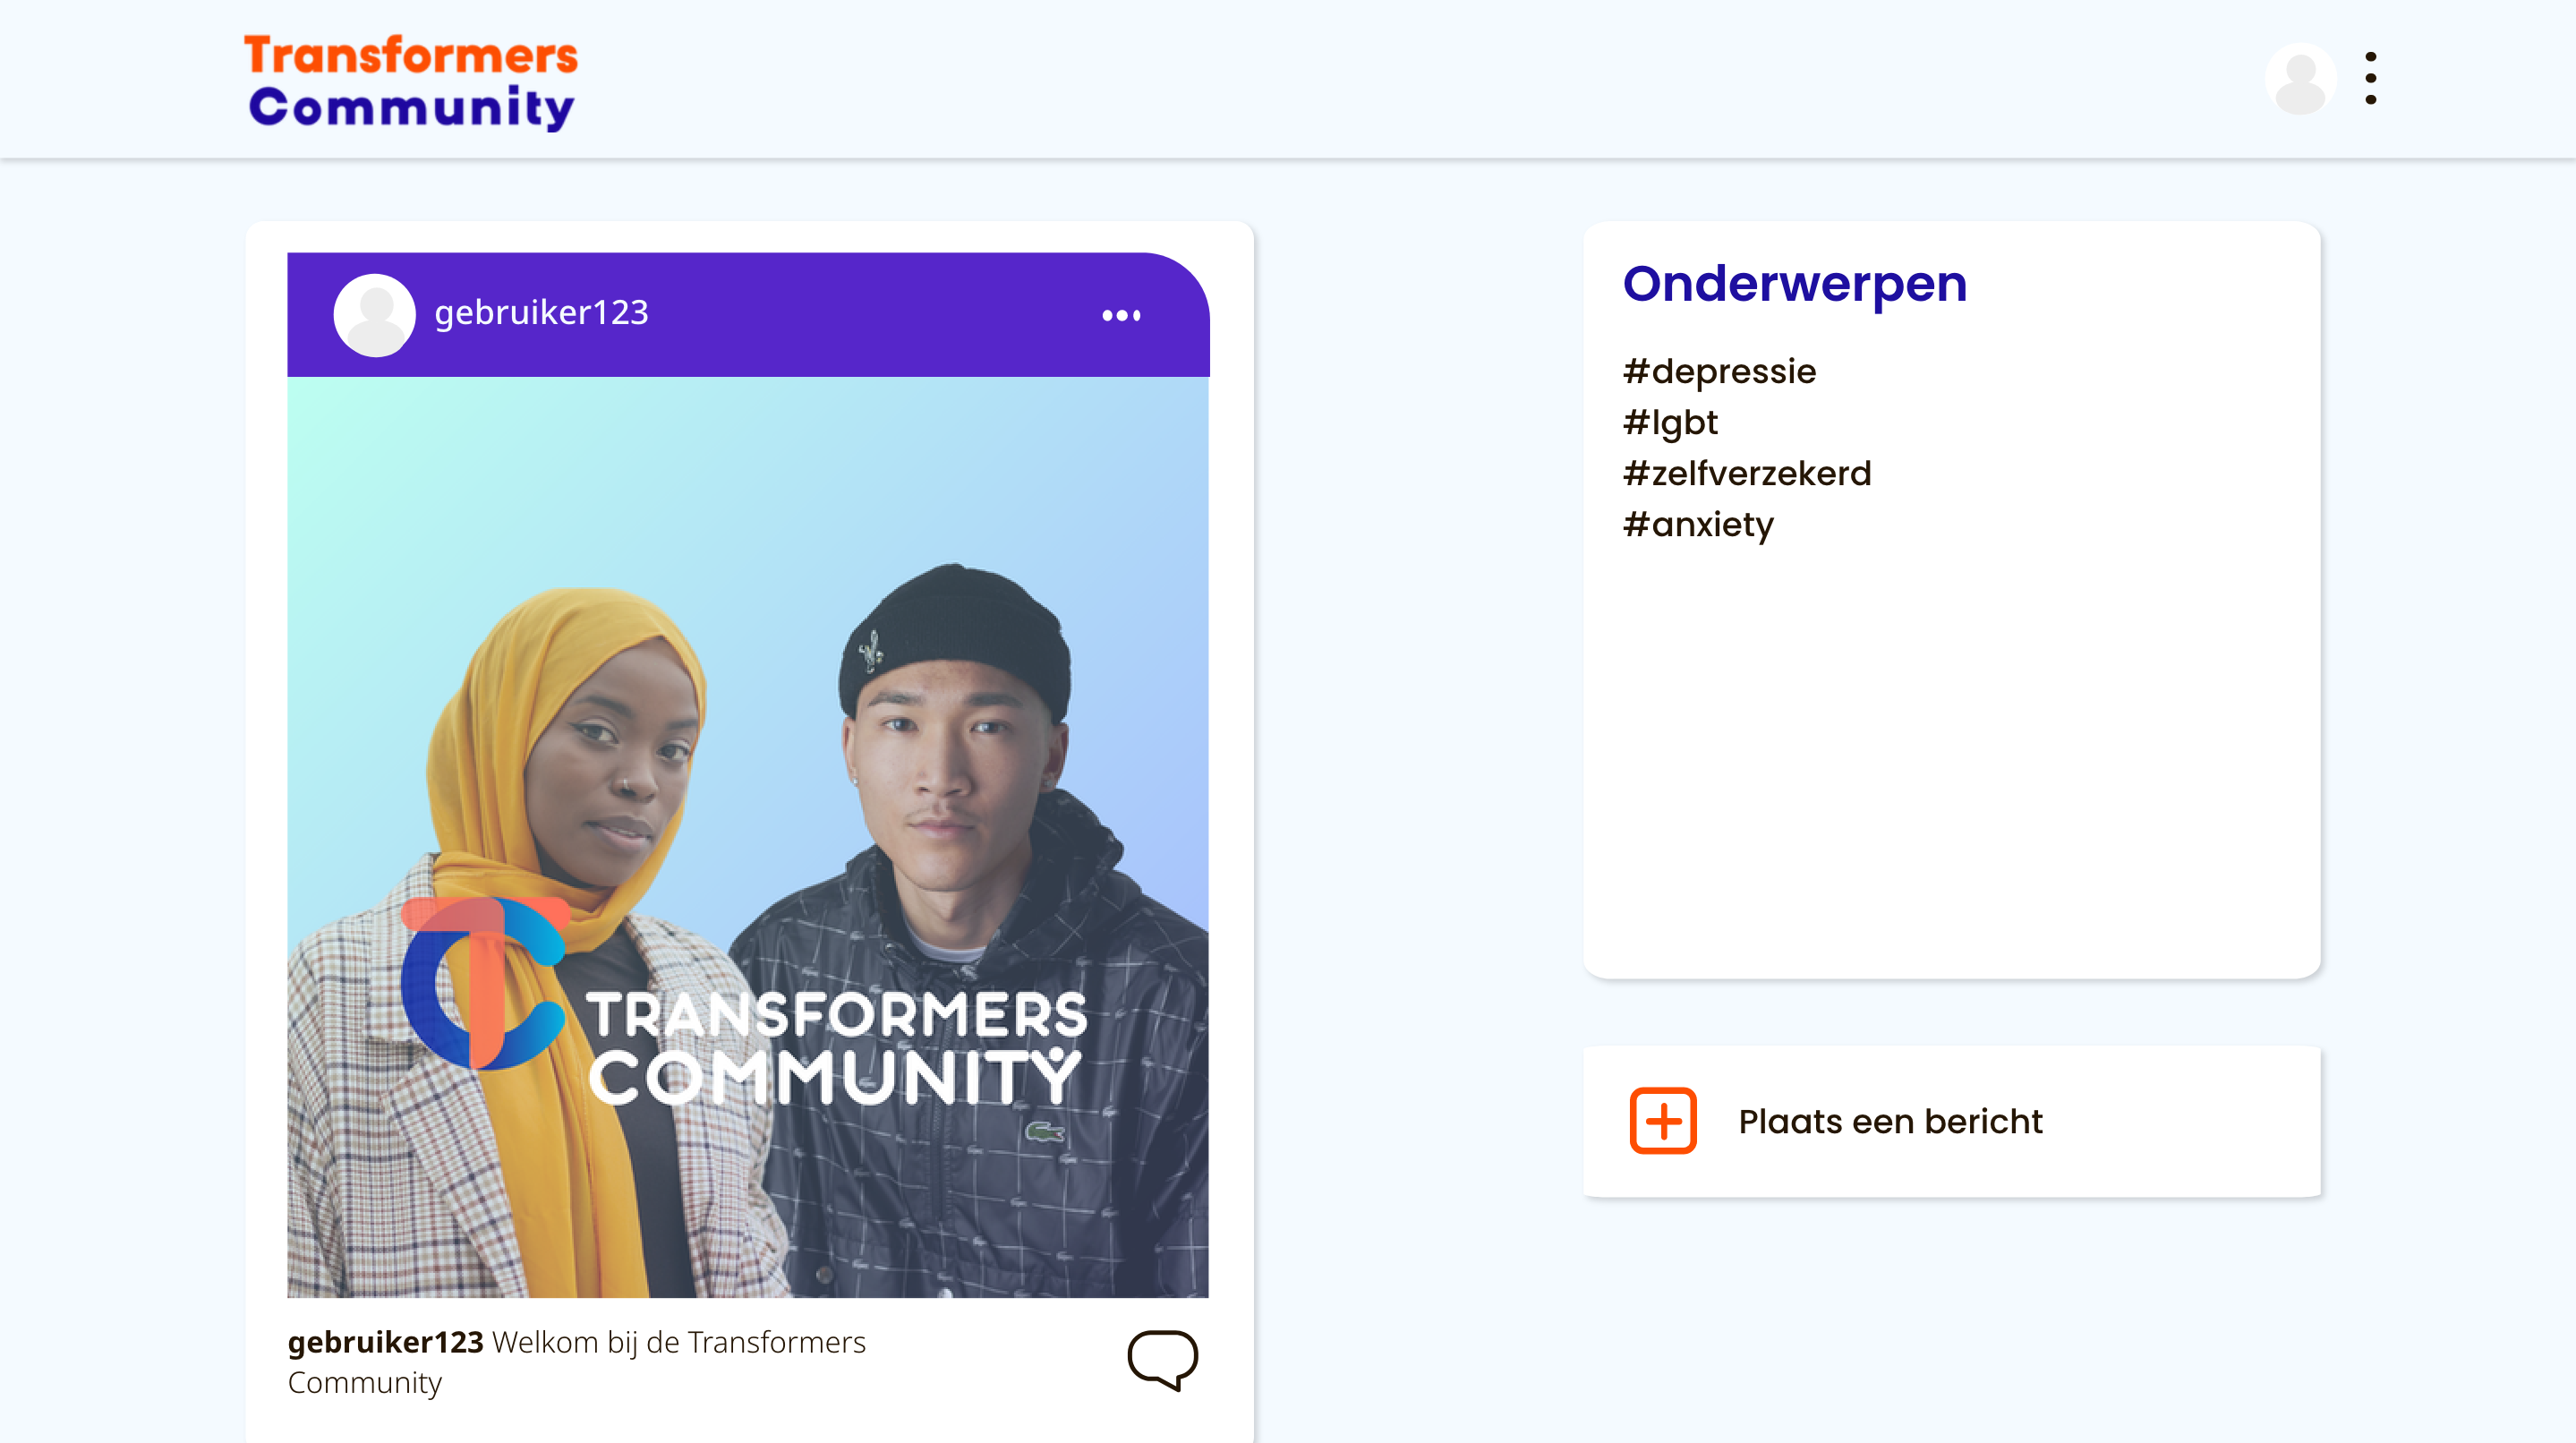 Transformers
Community
gebruiker123
TRANSFORMERS
COMMUNITY
gebruiker123 Welkom bij de Transformers
Community
Onderwerpen
#depressie
#lgbt
#zelfverzekerd
#anxiety
Plaats een bericht